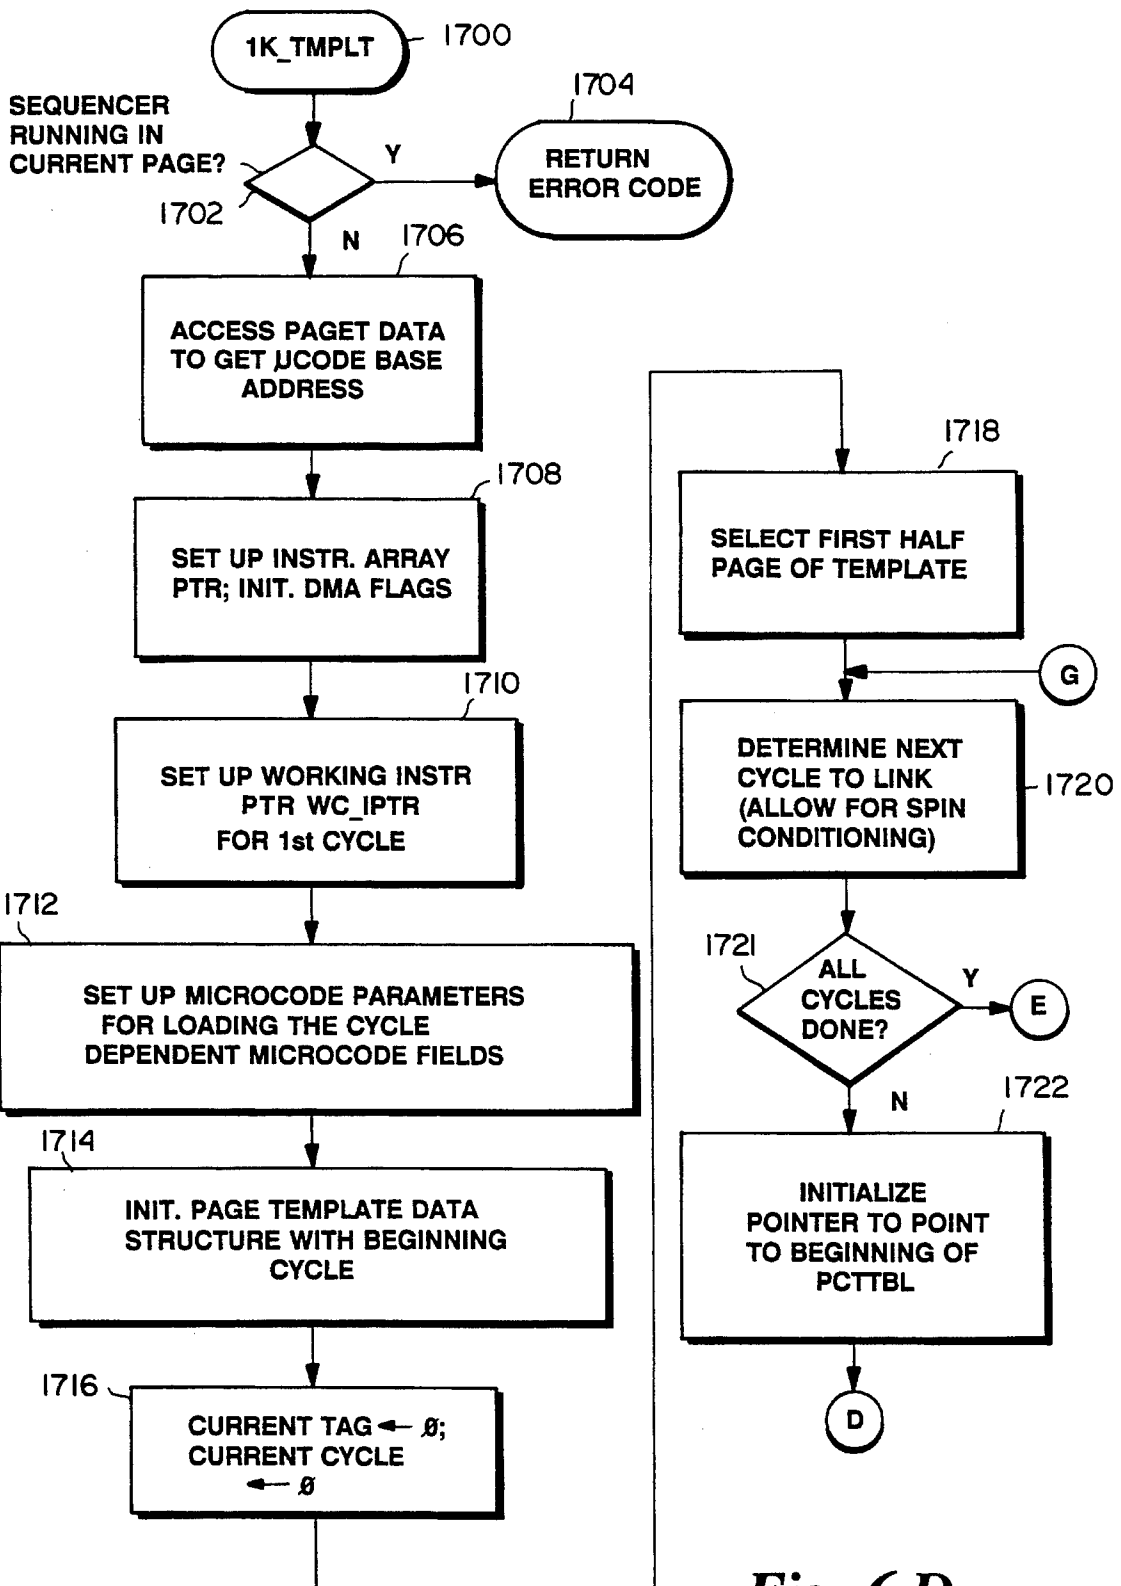 1K_TMPLT
1700
SEQUENCER
RUNNING IN
CURRENT PAGE?
1702
Y
1704
RETURN
ERROR CODE
N
1706
ACCESS PAGET DATA
TO GET µCODE BASE
ADDRESS
1708
SET UP INSTR. ARRAY
PTR; INIT. DMA FLAGS
1710
SET UP WORKING INSTR
PTR WC_IPTR
FOR 1st CYCLE
1712
SET UP MICROCODE PARAMETERS
FOR LOADING THE CYCLE
DEPENDENT MICROCODE FIELDS
1714
INIT. PAGE TEMPLATE DATA
STRUCTURE WITH BEGINNING
CYCLE
1716
CURRENT TAG ← Ø;
CURRENT CYCLE
← Ø
1718
SELECT FIRST HALF
PAGE OF TEMPLATE
G
DETERMINE NEXT
CYCLE TO LINK
(ALLOW FOR SPIN
CONDITIONING)
1720
1721
ALL
CYCLES
DONE?
Y
E
N
1722
INITIALIZE
POINTER TO POINT
TO BEGINNING OF
PCTTBL
D
Fig. 6D